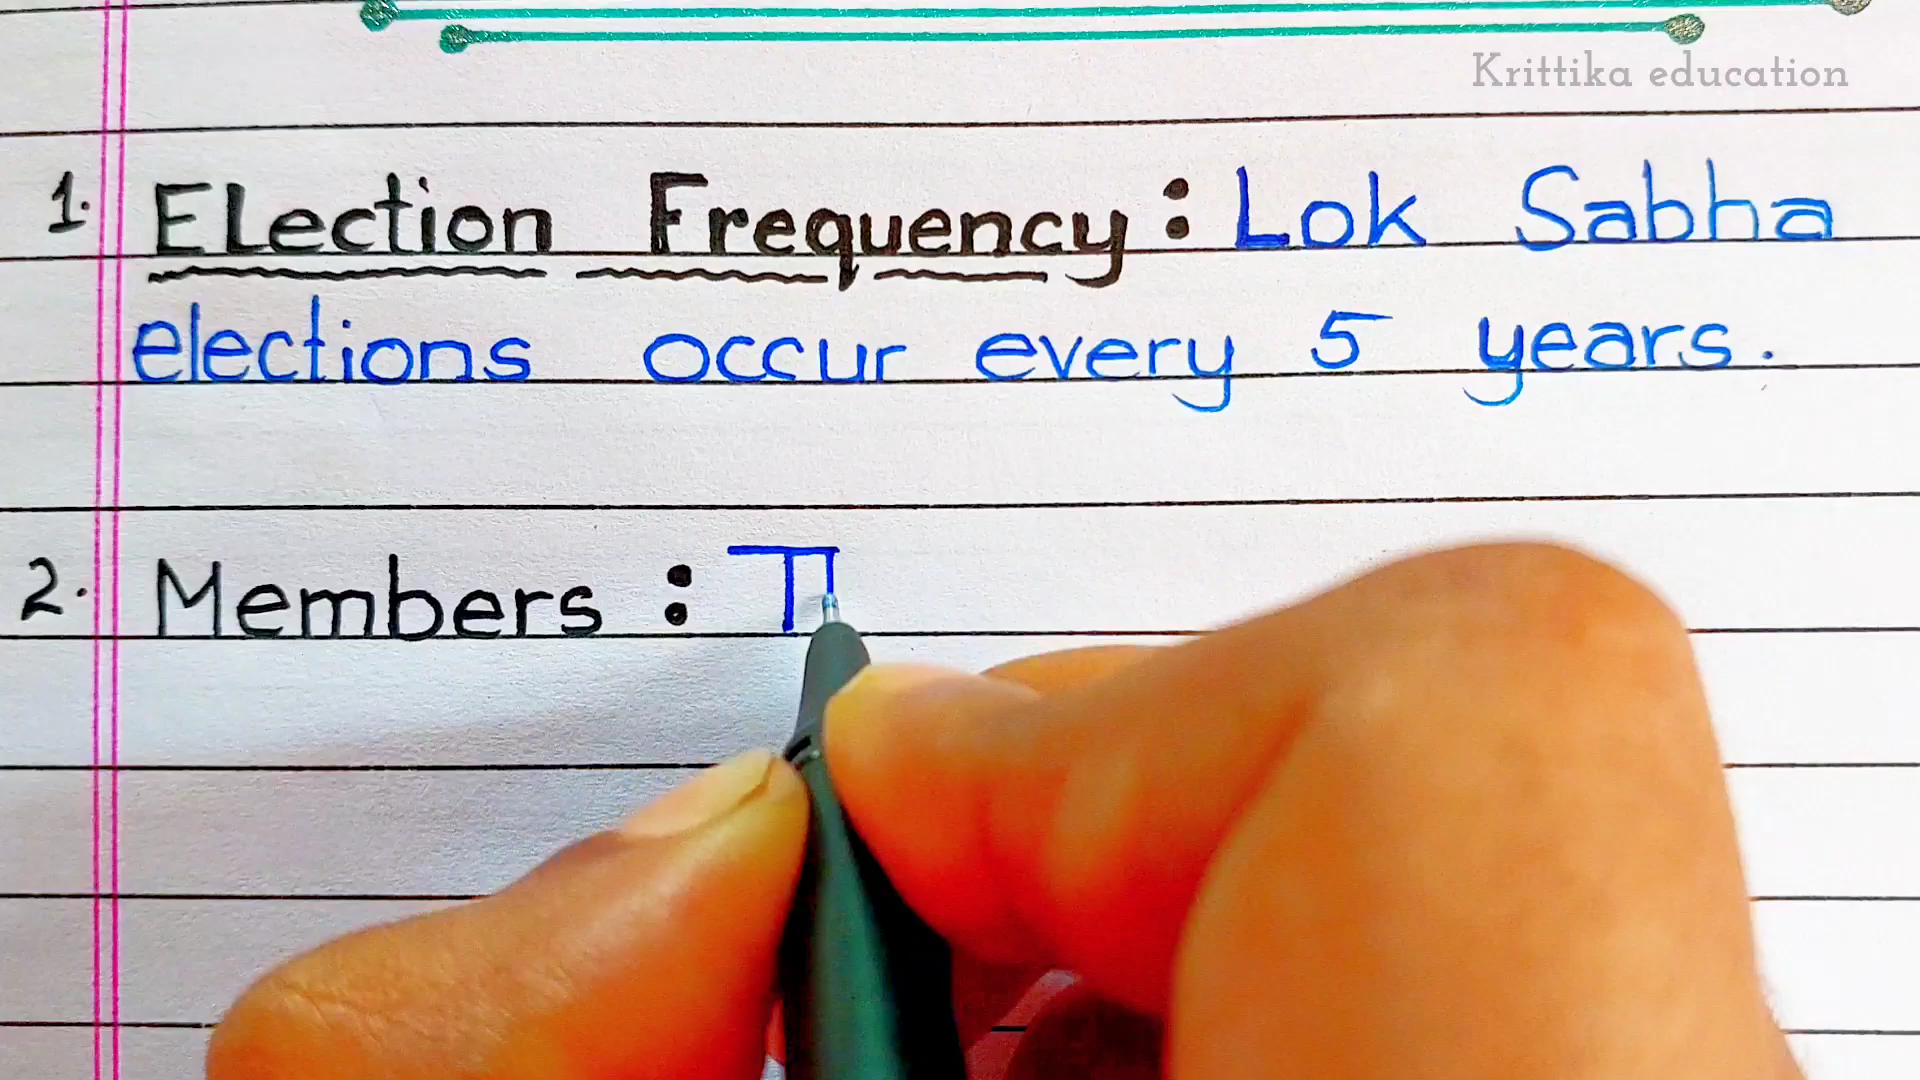 Krittika education
1. Election Frequency : Lok Sabha
elections occur every 5 years.
2. Members : T